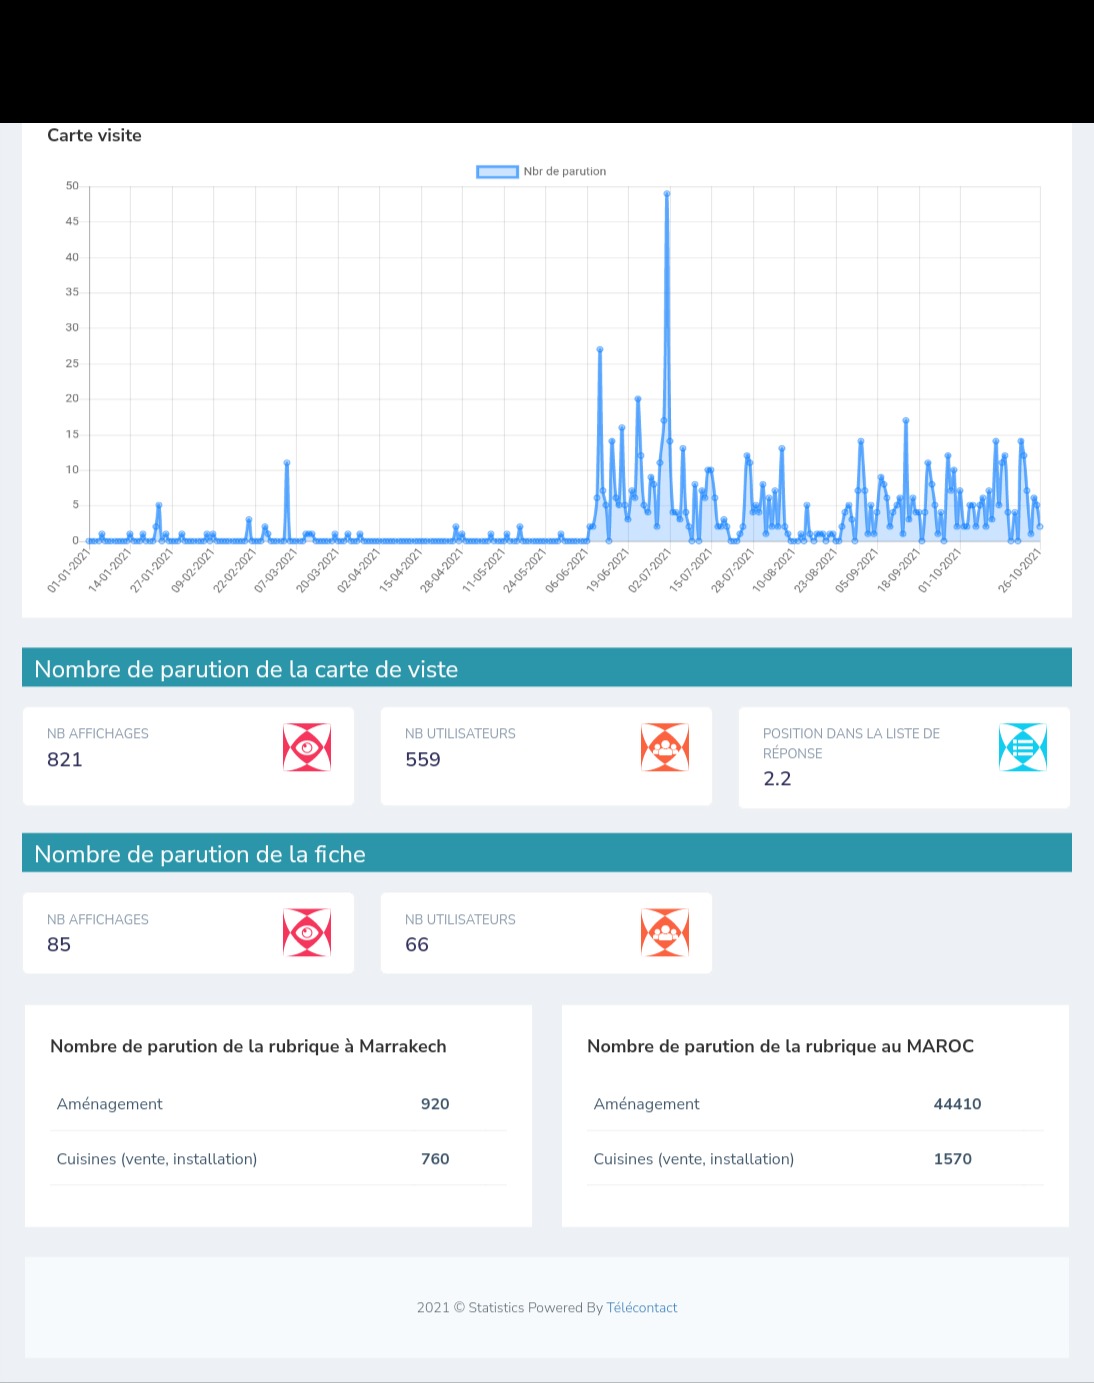 Carte visite
Nbr de parution
50
45
40
35
30
25
20
15
10
5
0
01-01-2021
14-01-2021
27-01-2021
09-02-2021
22-02-2021
07-03-2021
20-03-2021
02-04-2021
15-04-2021
28-04-2021
11-05-2021
24-05-2021
06-06-2021
19-06-2021
02-07-2021
15-07-2021
28-07-2021
10-08-2021
23-08-2021
05-09-2021
18-09-2021
01-10-2021
26-10-2021
Nombre de parution de la carte de viste
NB AFFICHAGES
821
NB UTILISATEURS
559
POSITION DANS LA LISTE DE
RÉPONSE
2.2
Nombre de parution de la fiche
NB AFFICHAGES
85
NB UTILISATEURS
66
Nombre de parution de la rubrique à Marrakech
Aménagement 920
Cuisines (vente, installation) 760
Nombre de parution de la rubrique au MAROC
Aménagement 44410
Cuisines (vente, installation) 1570
2021 © Statistics Powered By Télécontact